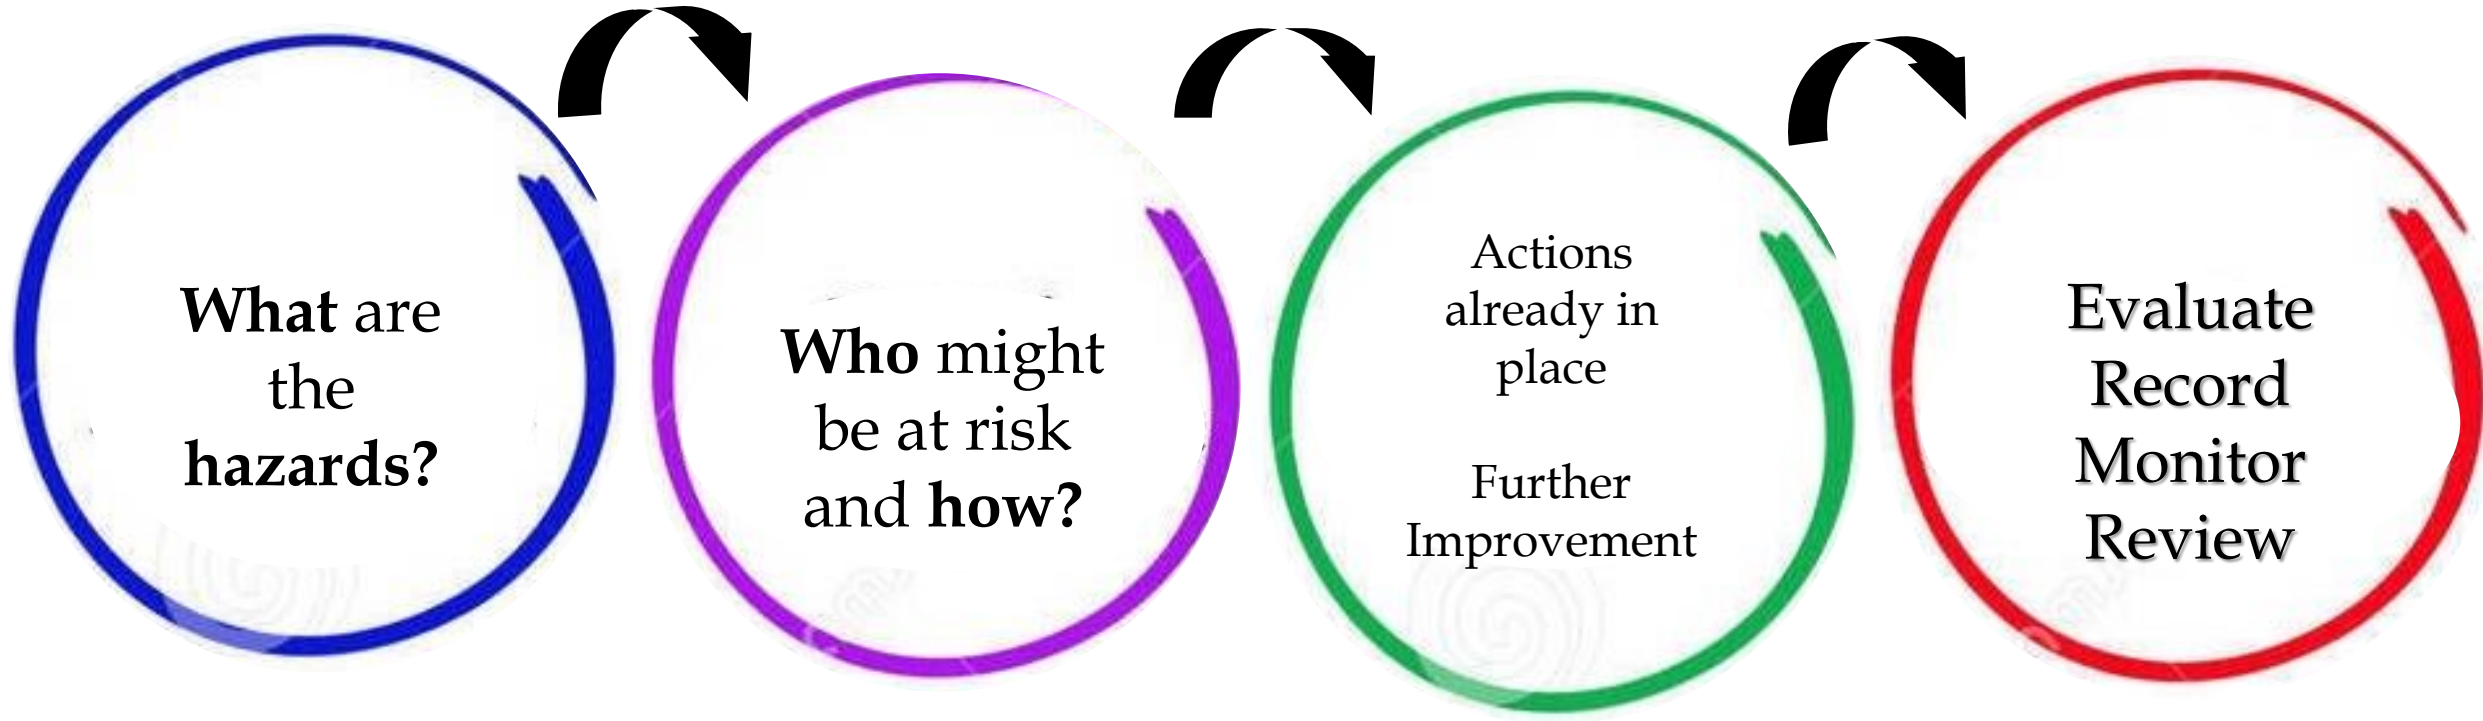 What are
the
hazards?
Who might
be at risk
and how?
Actions
already in
place
Further
Improvement
Evaluate
Record
Monitor
Review